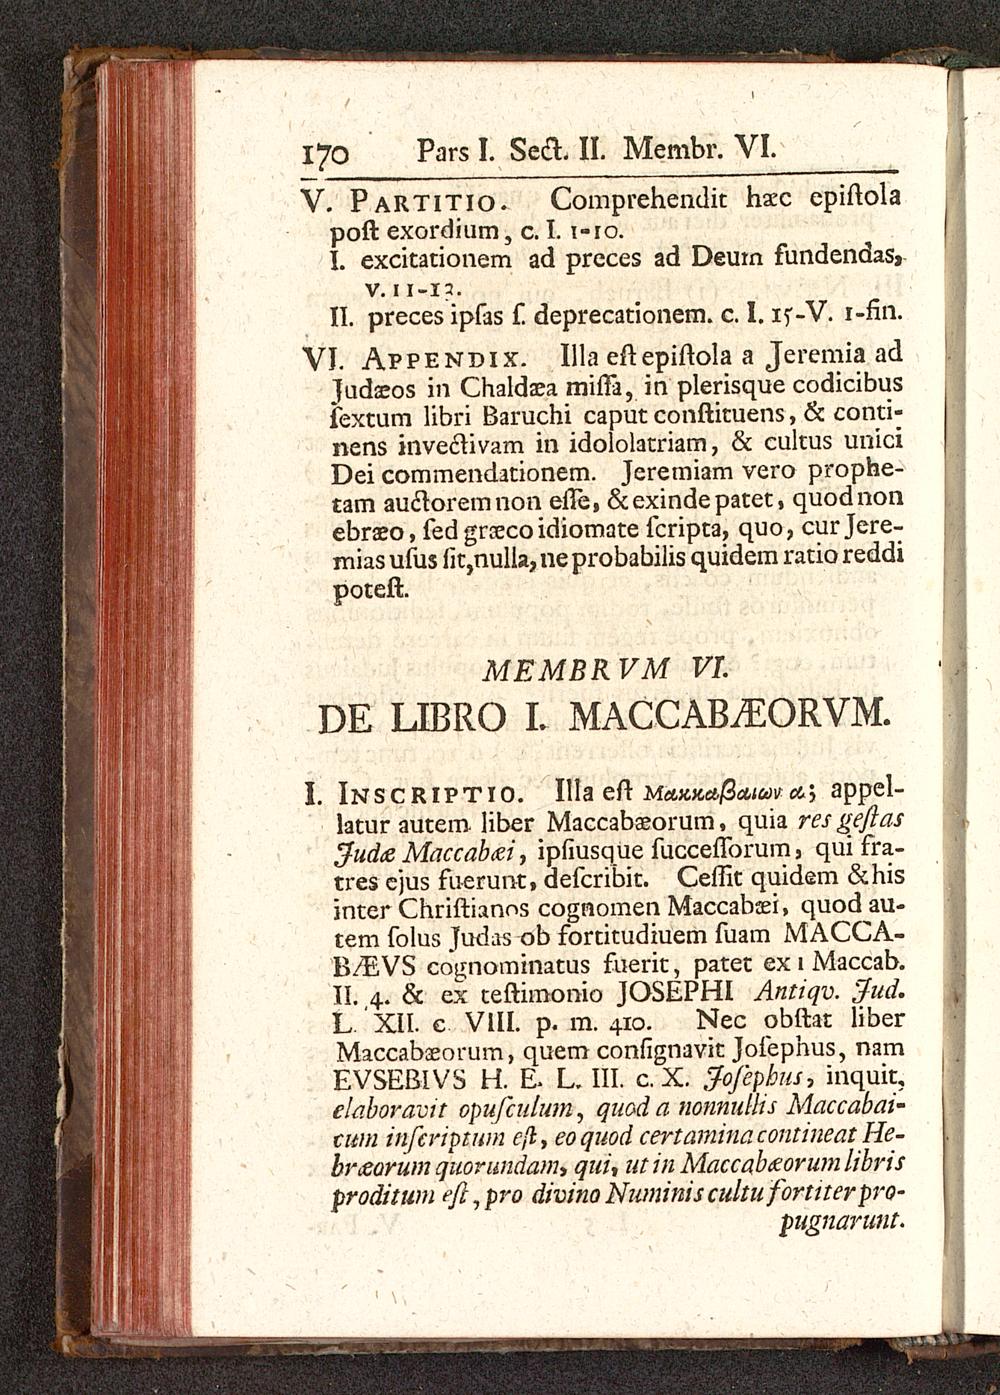 170 Pars I. Sect. II. Membr. VI.
V. PARTITIO. Comprehendit hæc epiſtola
poſt exordium, c. I. 1-10.
I. excitationem ad preces ad Deum fundendas,
v. 11-13.
II. preces ipſas ſ. deprecationem. c. I. 15-V. 1-fin.
VI. APPENDIX. Illa eſt epiſtola a Jeremia ad
Judæos in Chaldæa miſſa, in plerisque codicibus
ſextum libri Baruchi caput conſtituens, & conti-
nens invectivam in idololatriam, & cultus unici
Dei commendationem. Jeremiam vero prophe-
tam auctorem non eſſe, & exinde patet, quod non
ebræo, ſed græco idiomate ſcripta, quo, cur Jere-
mias uſus ſit, nulla, ne probabilis quidem ratio reddi
poteſt.
MEMBRVM VI.
DE LIBRO I. MACCABÆORVM.
I. INSCRIPTIO. Illa eſt Μακκαβαιων α; appel-
latur autem liber Maccabæorum, quia res geſtas
Judæ Maccabæi, ipſiusque ſucceſſorum, qui fra-
tres ejus fuerunt, deſcribit. Ceſſit quidem & his
inter Chriſtianos cognomen Maccabæi, quod au-
tem ſolus Judas ob fortitudiuem ſuam MACCA-
BÆVS cognominatus fuerit, patet ex 1 Maccab.
II. 4. & ex teſtimonio JOSEPHI Antiqv. Jud.
L. XII. c. VIII. p. m. 410. Nec obſtat liber
Maccabæorum, quem conſignavit Joſephus, nam
EVSEBIVS H. E. L. III. c. X. Joſephus, inquit,
elaboravit opuſculum, quod a nonnullis Maccabai-
cum inſcriptum eſt, eo quod certamina contineat He-
bræorum quorundam, qui, ut in Maccabæorum libris
proditum eſt, pro divino Numinis cultu fortiter pro-
pugnarunt.